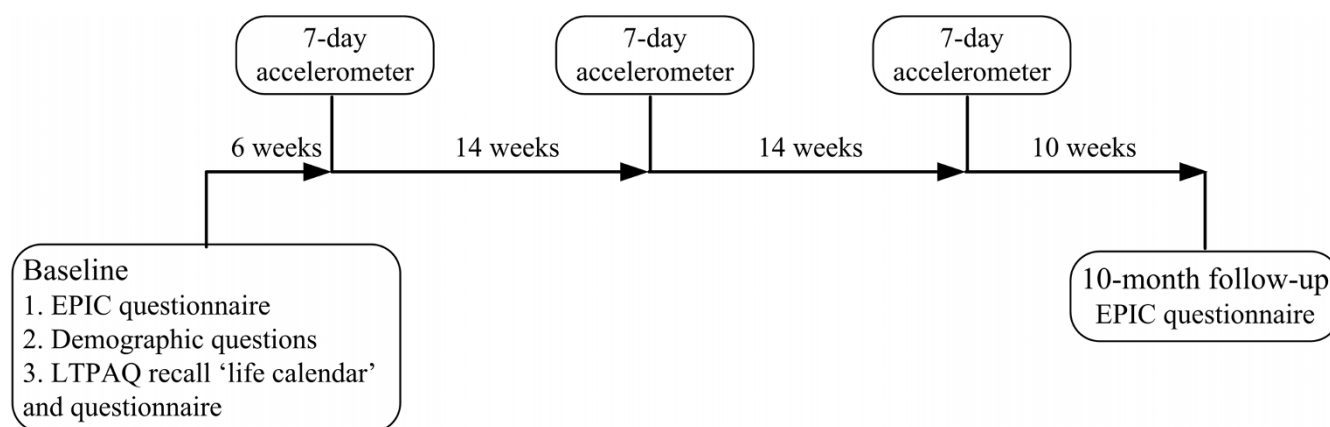 7-day
accelerometer
7-day
accelerometer
7-day
accelerometer
6 weeks
14 weeks
14 weeks
10 weeks
Baseline
1. EPIC questionnaire
2. Demographic questions
3. LTPAQ recall ‘life calendar’
and questionnaire
10-month follow-up
EPIC questionnaire